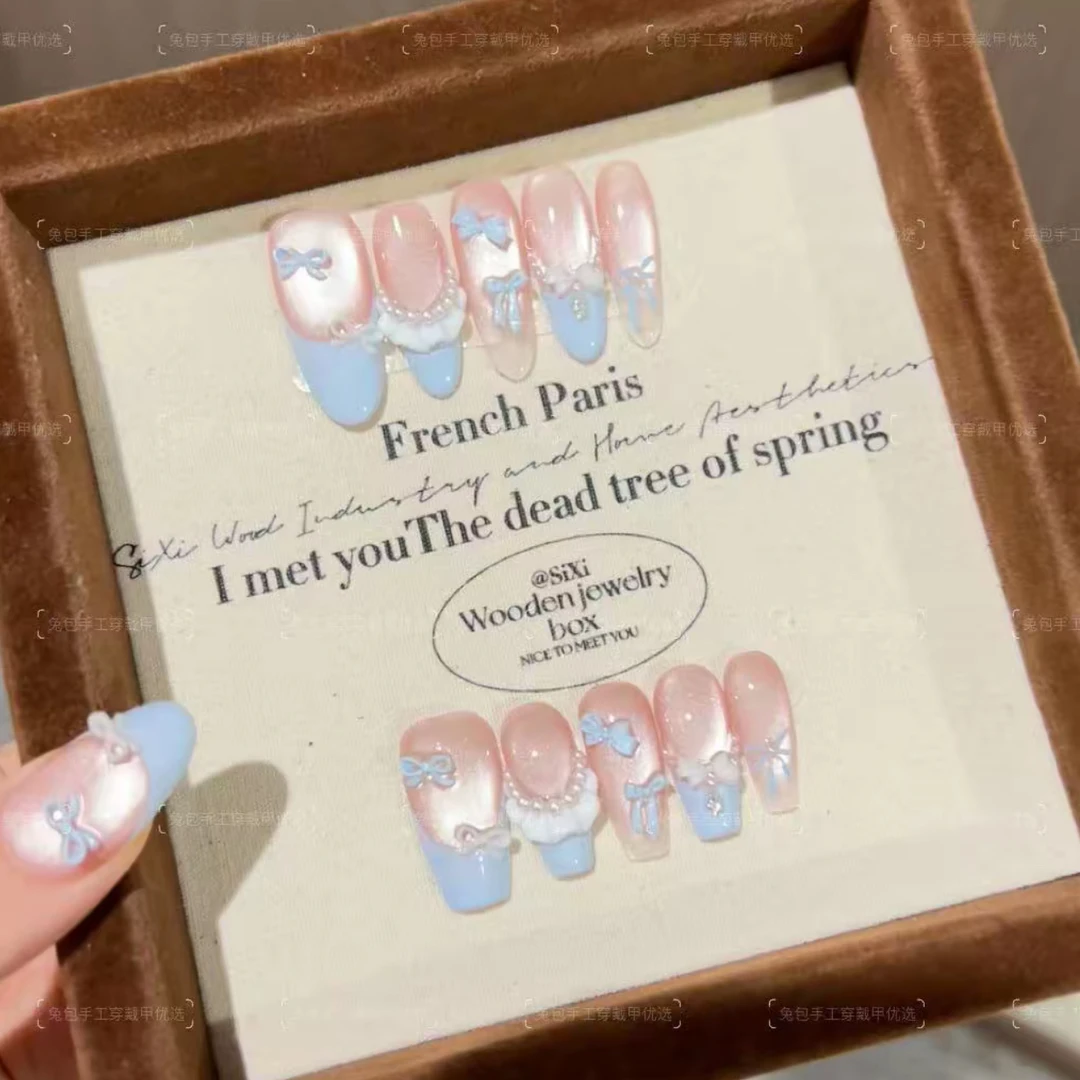 French Paris
SiXi Wood Industry and Home Aesthetics
I met youThe dead tree of spring
@SiXi
Wooden jewelry
box
NICE TO MEET YOU
兔包手工穿戴甲优选